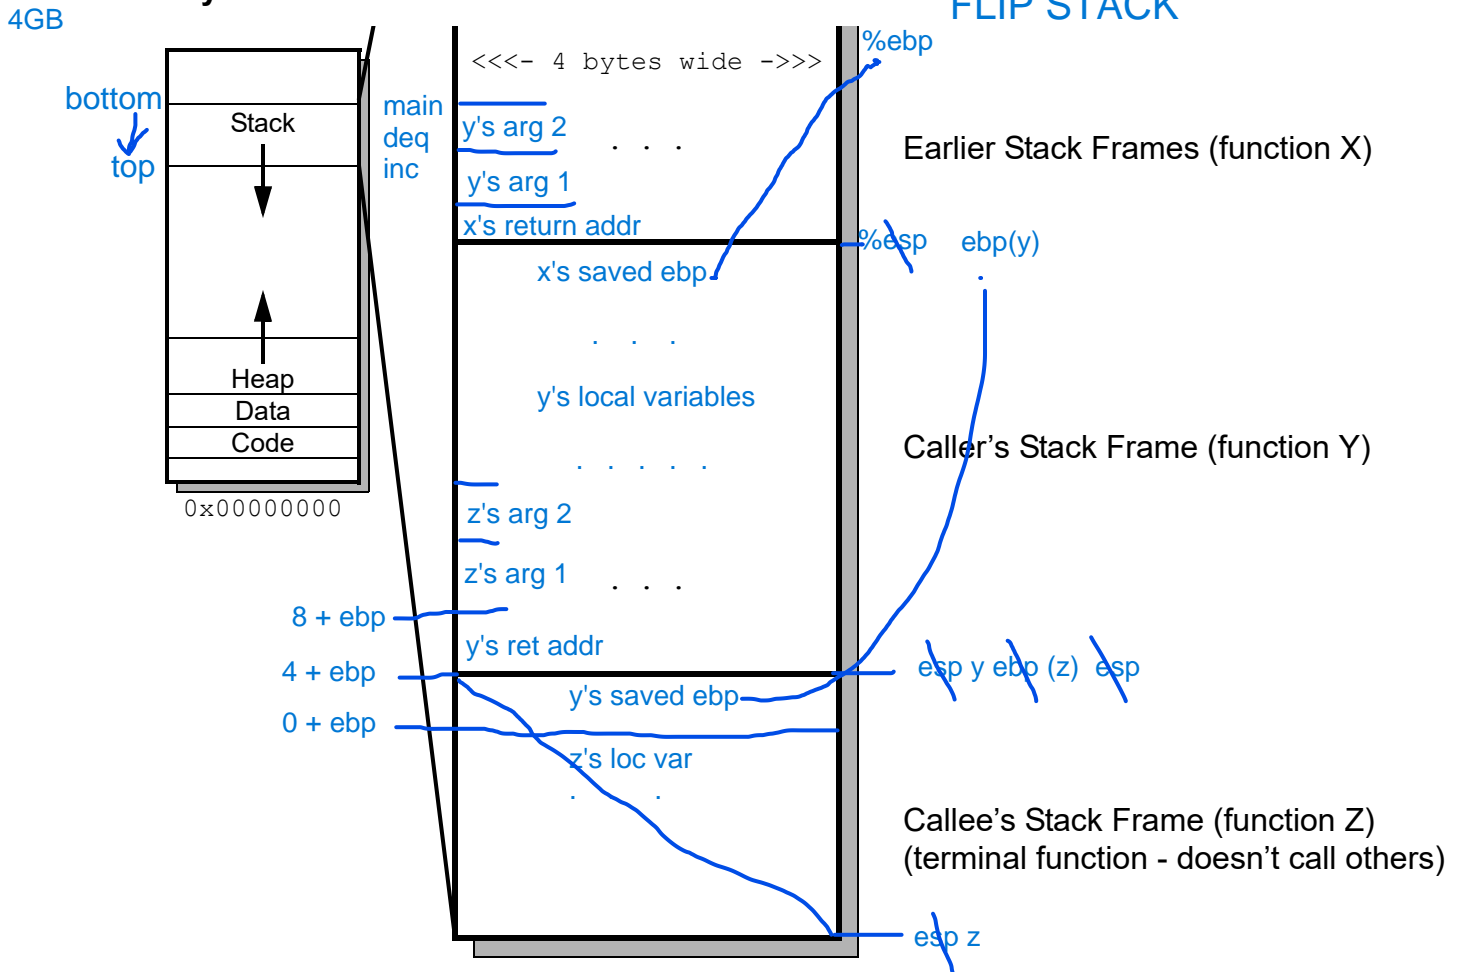 4GB
FLIP STACK
%ebp
<<<- 4 bytes wide ->>>
bottom
Stack
top
main
deq
inc
y's arg 2
. . .
Earlier Stack Frames (function X)
y's arg 1
x's return addr
%esp ebp(y)
x's saved ebp
. . .
Heap
Data
Code
0x00000000
y's local variables
Caller's Stack Frame (function Y)
. . . . .
z's arg 2
z's arg 1 . . .
8 + ebp
y's ret addr
4 + ebp
esp y ebp (z) esp
y's saved ebp
0 + ebp
z's loc var
. .
Callee's Stack Frame (function Z)
(terminal function - doesn't call others)
esp z